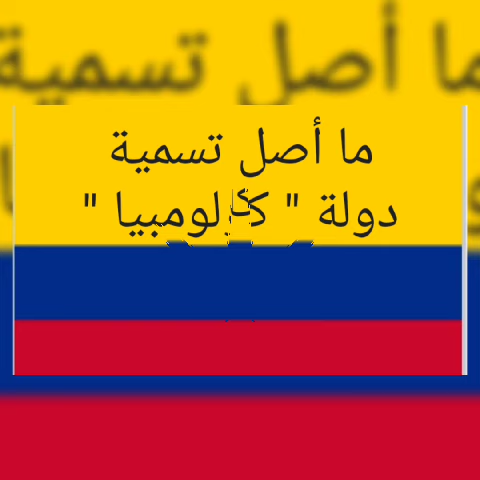 ما أصل تسمية
دولة " كولومبيا "